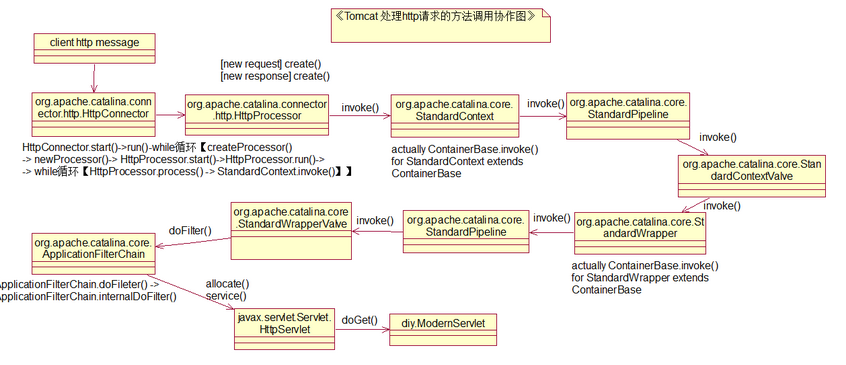 《Tomcat 处理http请求的方法调用协作图》
client http message
[new request] create()
[new response] create()
org.apache.catalina.conn
ector.http.HttpConnector
org.apache.catalina.connector
.http.HttpProcessor
invoke()
org.apache.catalina.core.
StandardContext
invoke()
org.apache.catalina.core.
StandardPipeline
HttpConnector.start()->run()-while循环【createProcessor()
-> newProcessor()-> HttpProcessor.start()->HttpProcessor.run()->
-> while循环【HttpProcessor.process() -> StandardContext.invoke()】】
actually ContainerBase.invoke()
for StandardContext extends
ContainerBase
invoke()
org.apache.catalina.core.Stan
dardContextValve
invoke()
org.apache.catalina.core.St
andardWrapper
invoke()
org.apache.catalina.core.
StandardPipeline
invoke()
org.apache.catalina.core
.StandardWrapperValve
doFilter()
org.apache.catalina.core.
ApplicationFilterChain
actually ContainerBase.invoke()
for StandardWrapper extends
ContainerBase
ApplicationFilterChain.doFileter() ->
ApplicationFilterChain.internalDoFilter()
allocate()
service()
javax.servlet.Servlet.
HttpServlet
doGet()
diy.ModernServlet